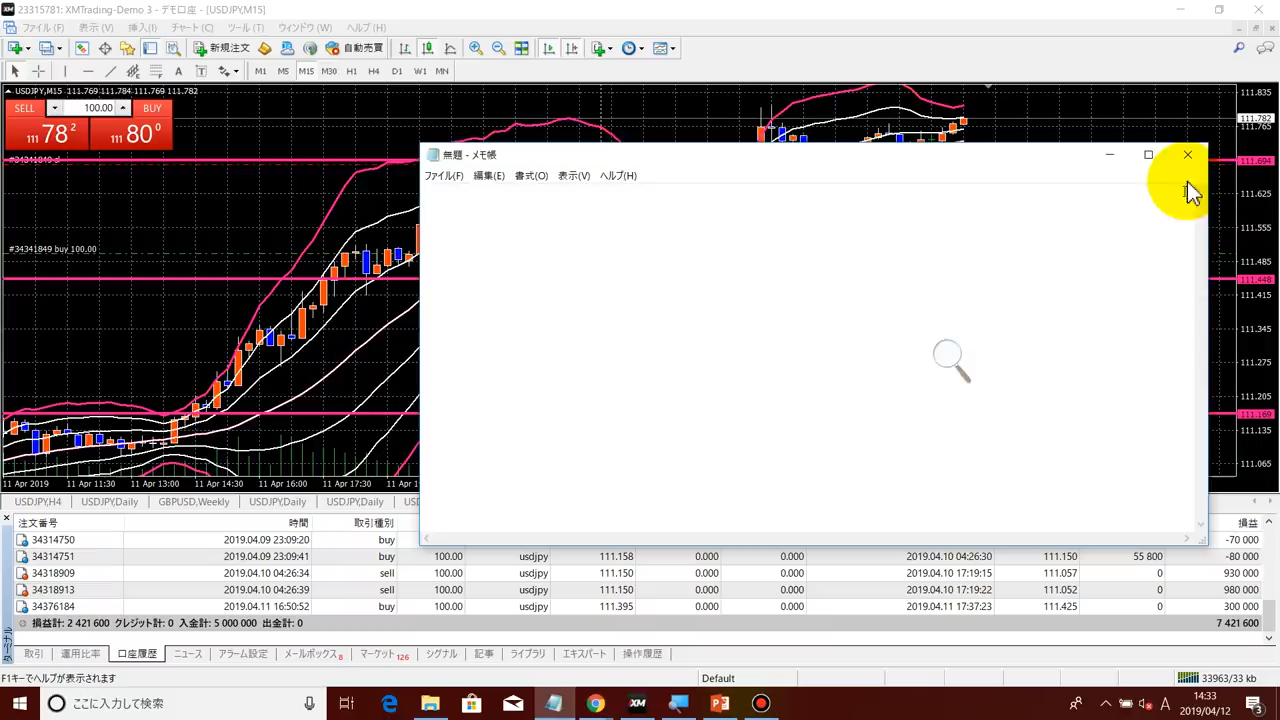 23315781: XMTrading-Demo 3 - デモ口座 - [USDJPY,M15]
ファイル (F) 表示 (V) 挿入(I) チャート (C) ツール (T) ウィンドウ (W) ヘルプ (H)
新規注文 自動売買
A T M1 M5 M15 M30 H1 H4 D1 W1 MN
USDJPY,M15 111.769 111.782 111.769 111.782
SELL 100.00 BUY
111 78 2 111 80 0
111.835
111.782
111.765
#34341849 sl
111.694
無題 - メモ帳
ファイル(F) 編集(E) 書式(O) 表示(V) ヘルプ(H)
111.625
111.555
#34341849 buy 100.00
111.485
111.448
111.415
111.345
111.275
111.205
111.169
111.135
111.065
11 Apr 2019 11 Apr 11:30 11 Apr 13:00 11 Apr 14:30 11 Apr 16:00 11 Apr 17:30
USDJPY,H4 USDJPY,Daily GBPUSD,Weekly USDJPY,Daily USDJPY,Daily
注文番号 時間 取引種別 損益
34314750 2019.04.09 23:09:20 buy -70 000
34314751 2019.04.09 23:09:41 buy 100.00 usdjpy 111.158 0.000 0.000 2019.04.10 04:26:30 111.150 55 800 -80 000
34318909 2019.04.10 04:26:34 sell 100.00 usdjpy 111.150 0.000 0.000 2019.04.10 17:19:15 111.057 0 930 000
34318913 2019.04.10 04:26:39 sell 100.00 usdjpy 111.150 0.000 0.000 2019.04.10 17:19:22 111.052 0 980 000
34376184 2019.04.11 16:50:52 buy 100.00 usdjpy 111.395 0.000 0.000 2019.04.11 17:37:23 111.425 0 300 000
損益計: 2 421 600 クレジット計: 0 入金計: 5 000 000 出金計: 0 7 421 600
ターミナル
取引 運用比率 口座履歴 ニュース アラーム設定 メールボックス 8 マーケット 126 シグナル 記事 ライブラリ エキスパート 操作履歴
F1キーでヘルプが表示されます Default 33963/33 kb
ここに入力して検索 XM A 14:33
2019/04/12 3